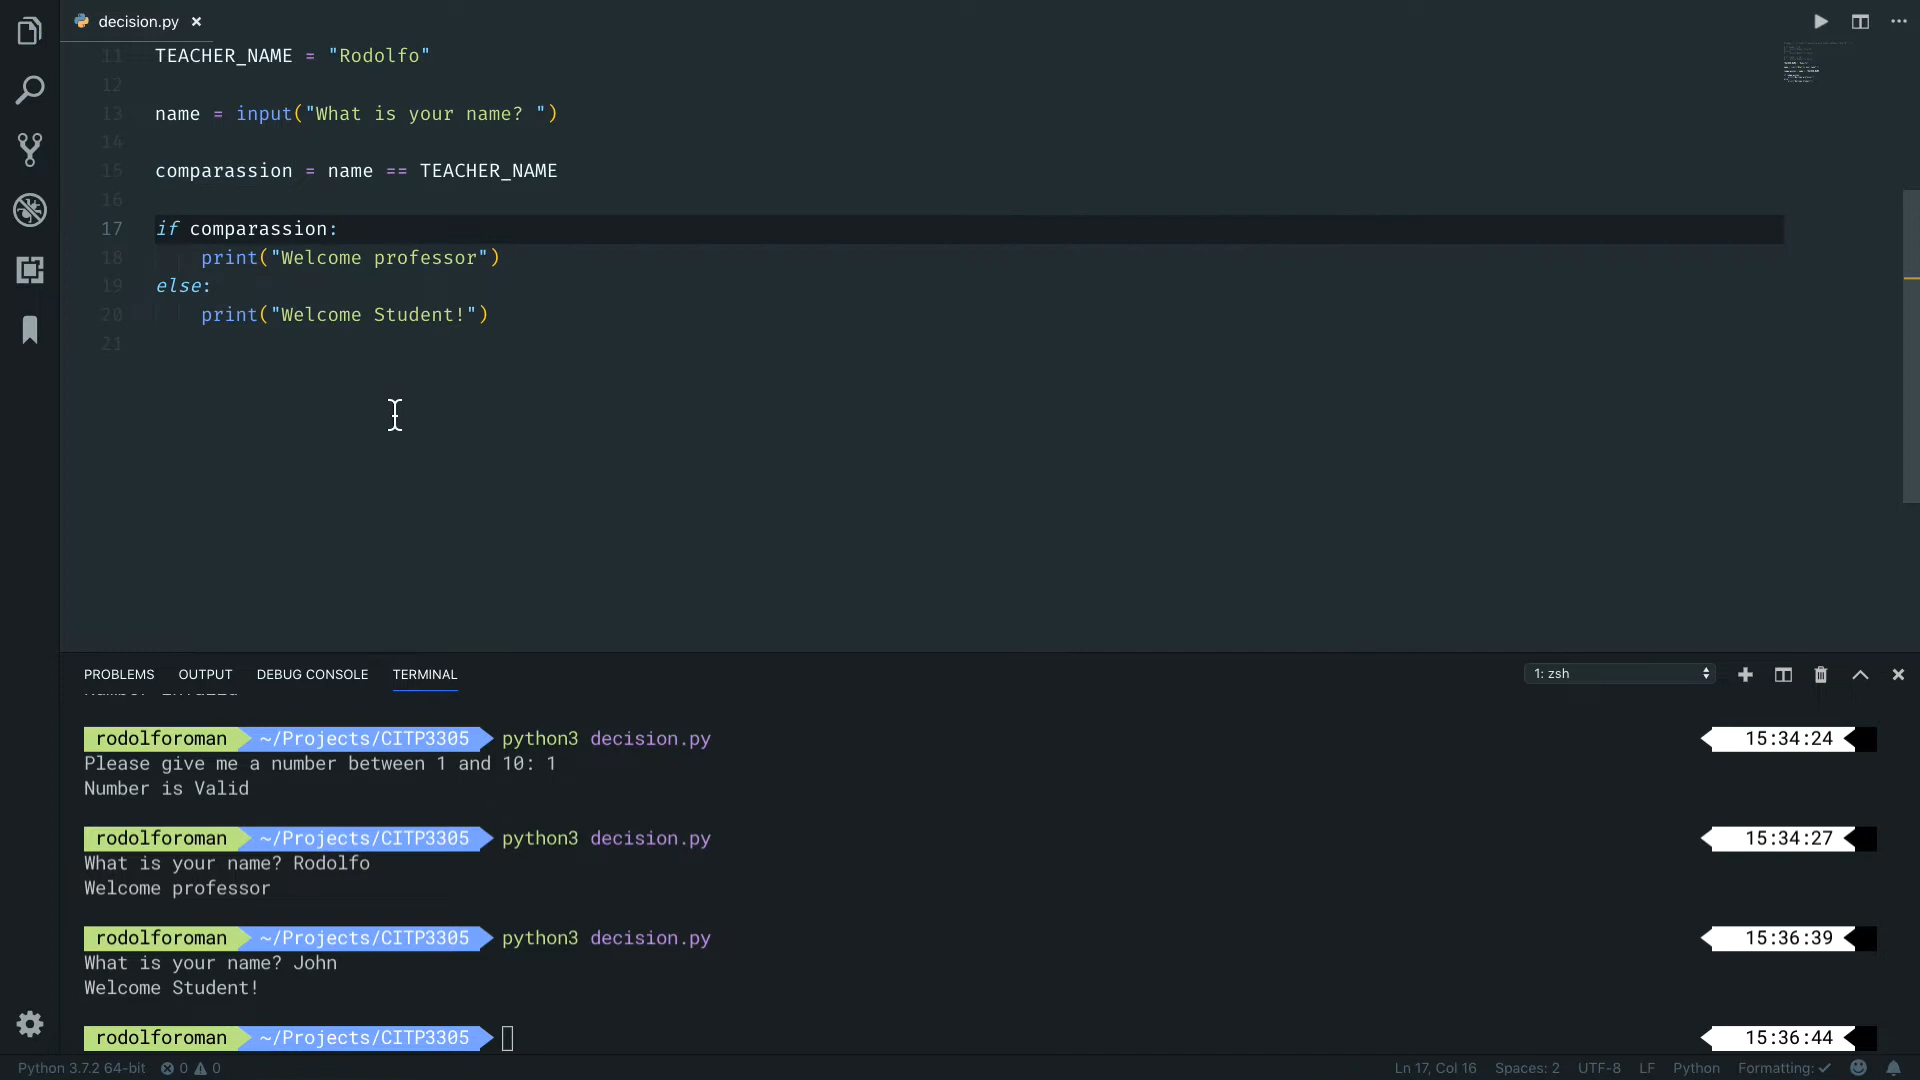 decision.py
11 TEACHER_NAME = "Rodolfo"
12
13 name = input("What is your name? ")
14
15 comparassion = name == TEACHER_NAME
16
17 if comparassion:
18 print("Welcome professor")
19 else:
20 print("Welcome Student!")
21
PROBLEMS OUTPUT DEBUG CONSOLE TERMINAL 1: zsh
rodolforoman ~/Projects/CITP3305 python3 decision.py 15:34:24
Please give me a number between 1 and 10: 1
Number is Valid
rodolforoman ~/Projects/CITP3305 python3 decision.py 15:34:27
What is your name? Rodolfo
Welcome professor
rodolforoman ~/Projects/CITP3305 python3 decision.py 15:36:39
What is your name? John
Welcome Student!
rodolforoman ~/Projects/CITP3305 15:36:44
Python 3.7.2 64-bit 0 0 Ln 17, Col 16 Spaces: 2 UTF-8 LF Python Formatting: ✓